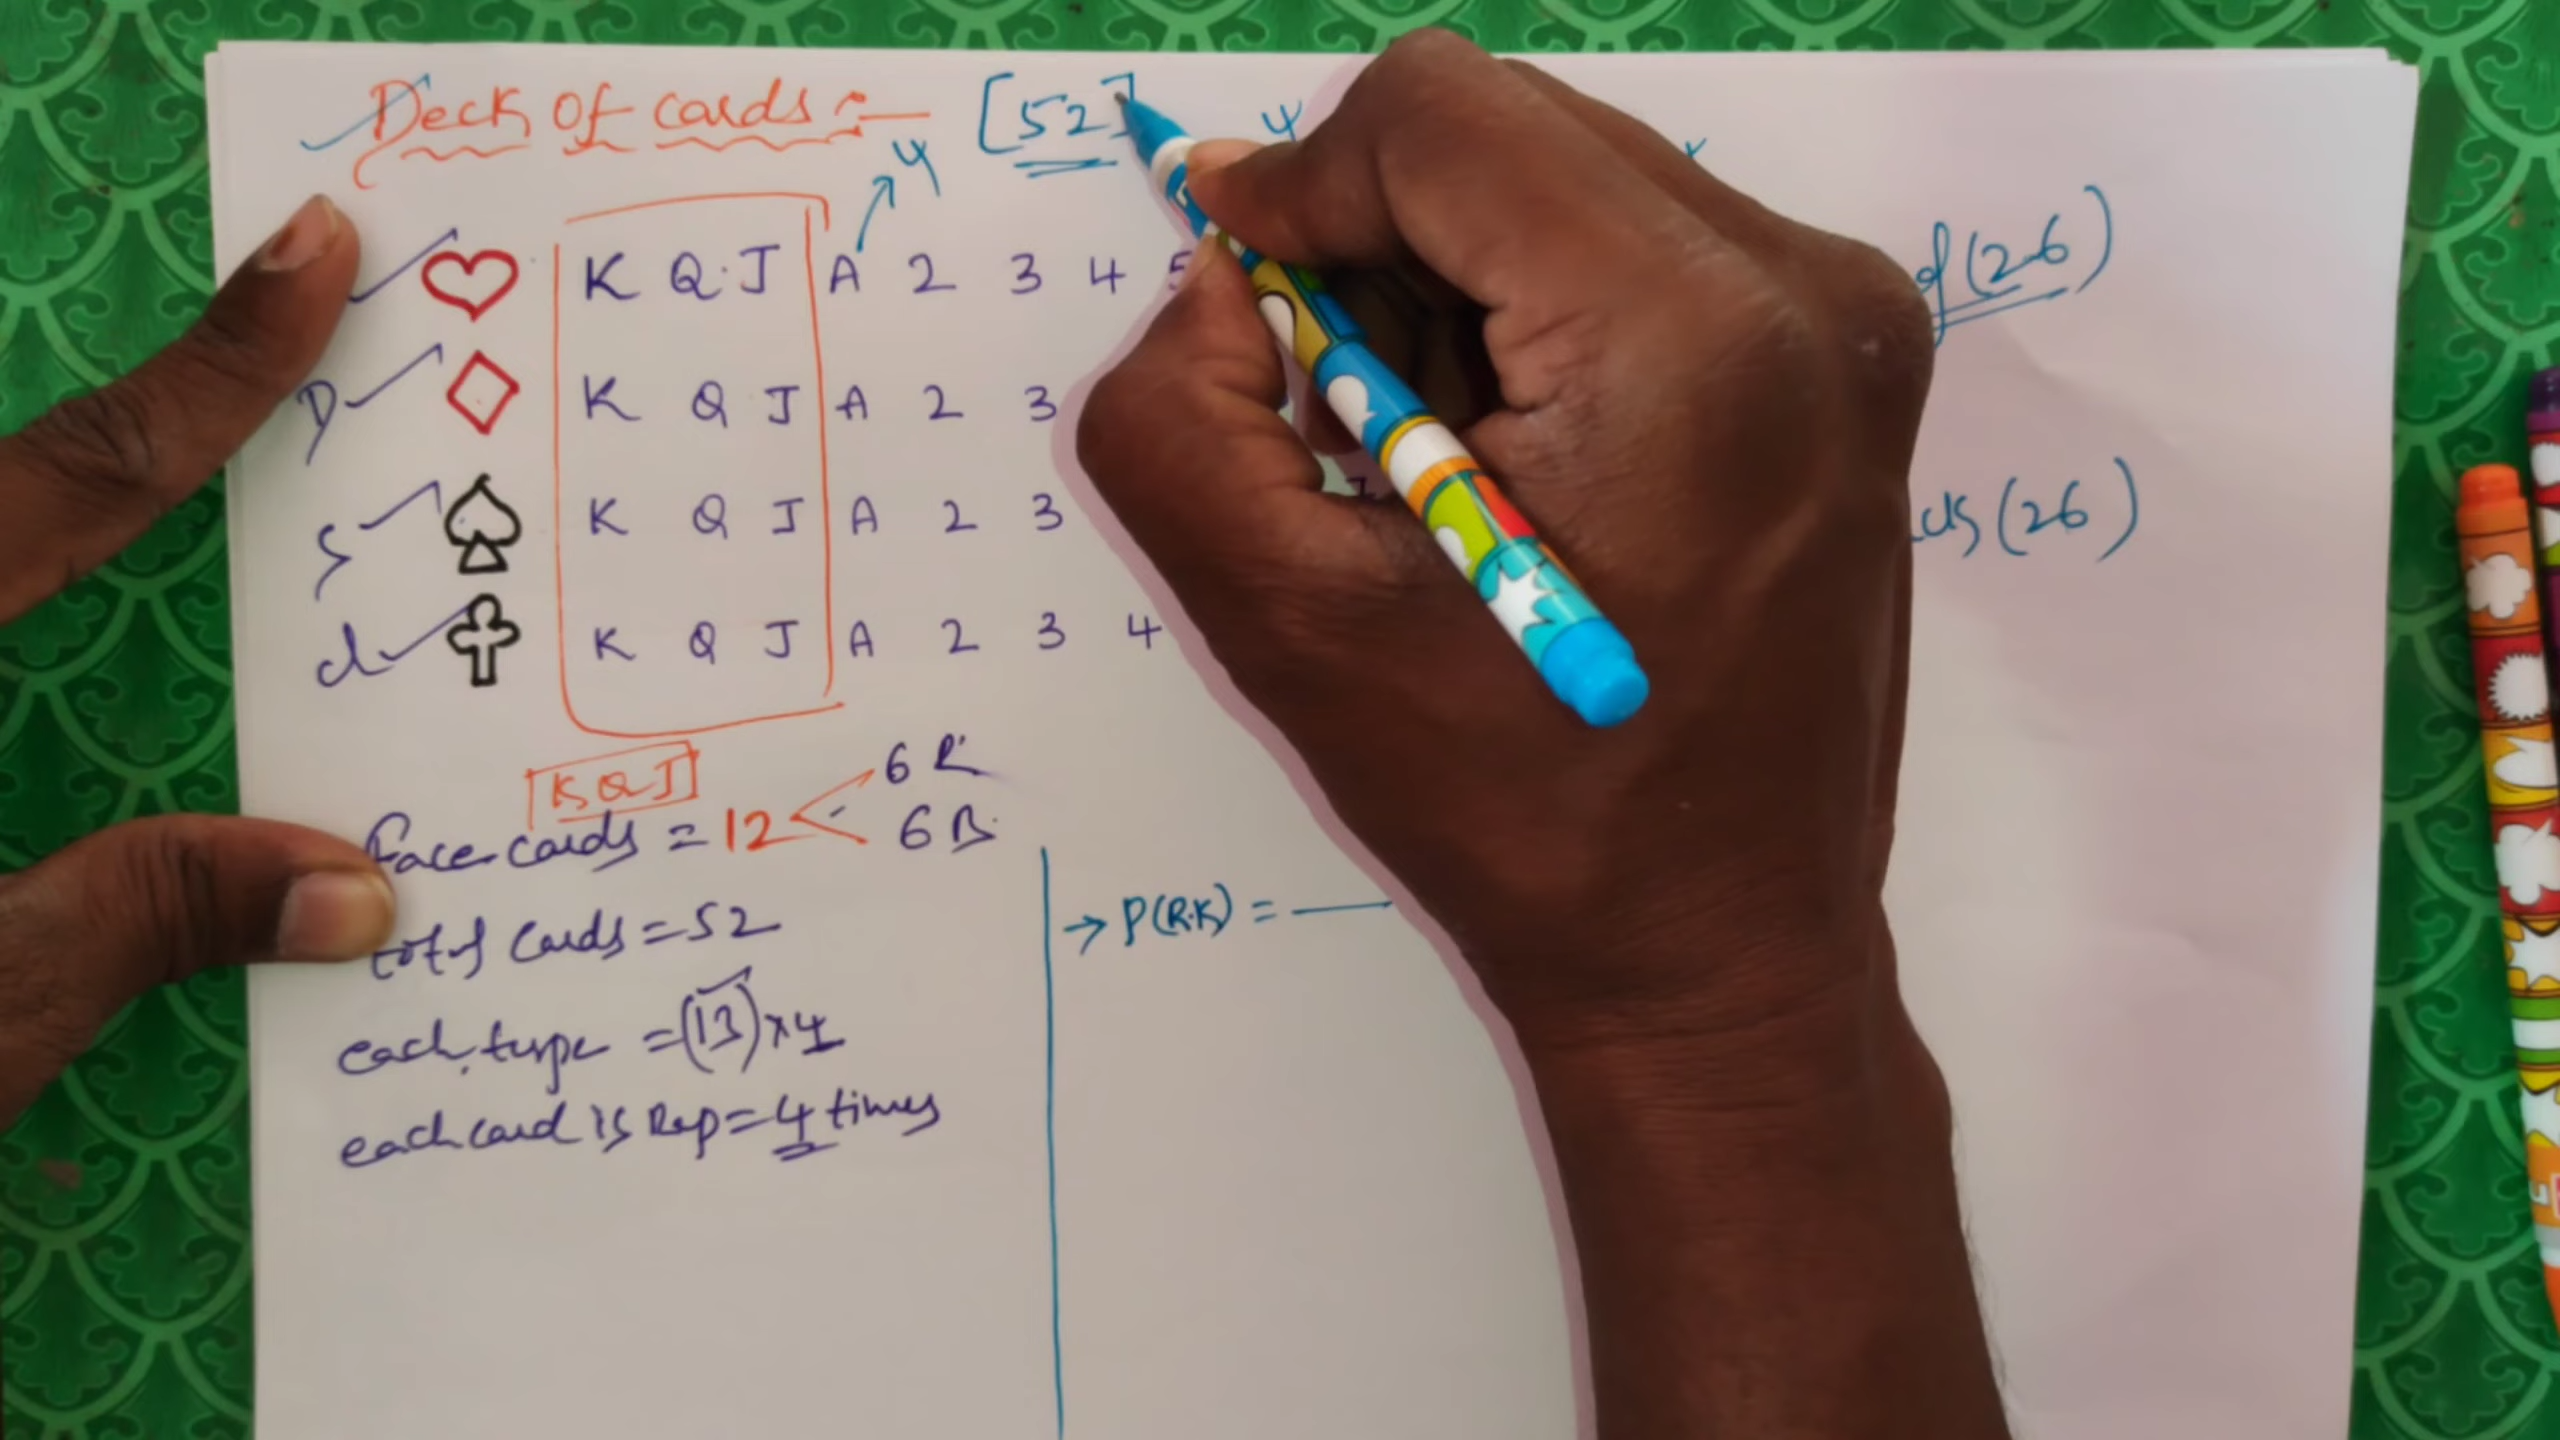 Deck Of cards :- [52]
4 4
K Q J A 2 3 4 5
of (26)
D K Q J A 2 3
S K Q J A 2 3
cds (26)
cl K Q J A 2 3 4
K Q J
6 R
face cards = 12
6 B
tot of cards = 52
→ P(R.K) =
each type = (13) x 4
each card is Rep = 4 times